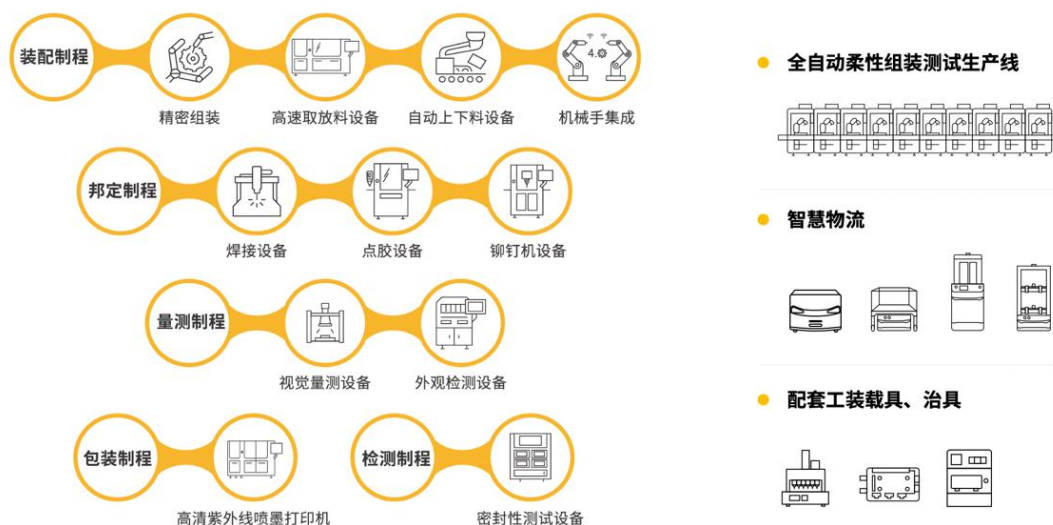 装配制程
精密组装
高速取放料设备
自动上下料设备
4.0
机械手集成
邦定制程
焊接设备
点胶设备
铆钉机设备
量测制程
视觉量测设备
外观检测设备
包装制程
高清紫外线喷墨打印机
检测制程
密封性测试设备
全自动柔性组装测试生产线
智慧物流
配套工装载具、治具